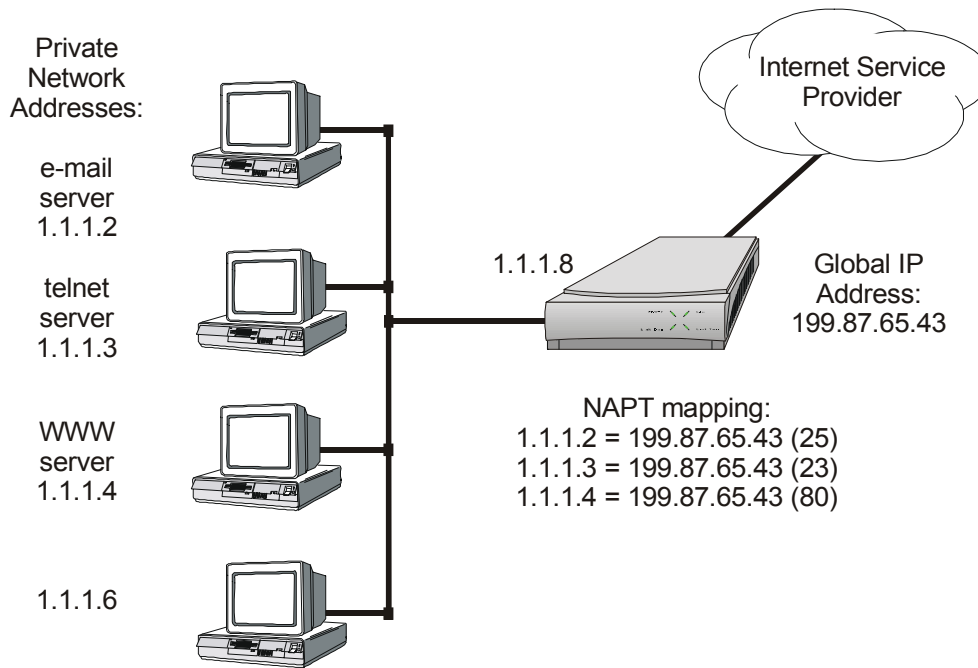 Private
Network
Addresses:
e-mail
server
1.1.1.2
telnet
server
1.1.1.3
WWW
server
1.1.1.4
1.1.1.6
Internet Service
Provider
1.1.1.8
Global IP
Address:
199.87.65.43
NAPT mapping:
1.1.1.2 = 199.87.65.43 (25)
1.1.1.3 = 199.87.65.43 (23)
1.1.1.4 = 199.87.65.43 (80)